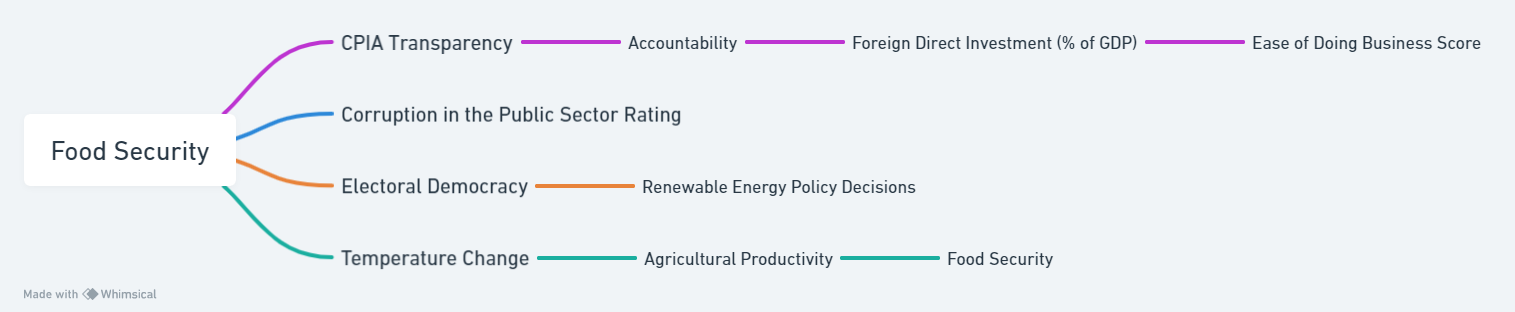 CPIA Transparency Accountability Foreign Direct Investment (% of GDP) Ease of Doing Business Score
Corruption in the Public Sector Rating
Food Security
Electoral Democracy Renewable Energy Policy Decisions
Temperature Change Agricultural Productivity Food Security
Made with Whimsical